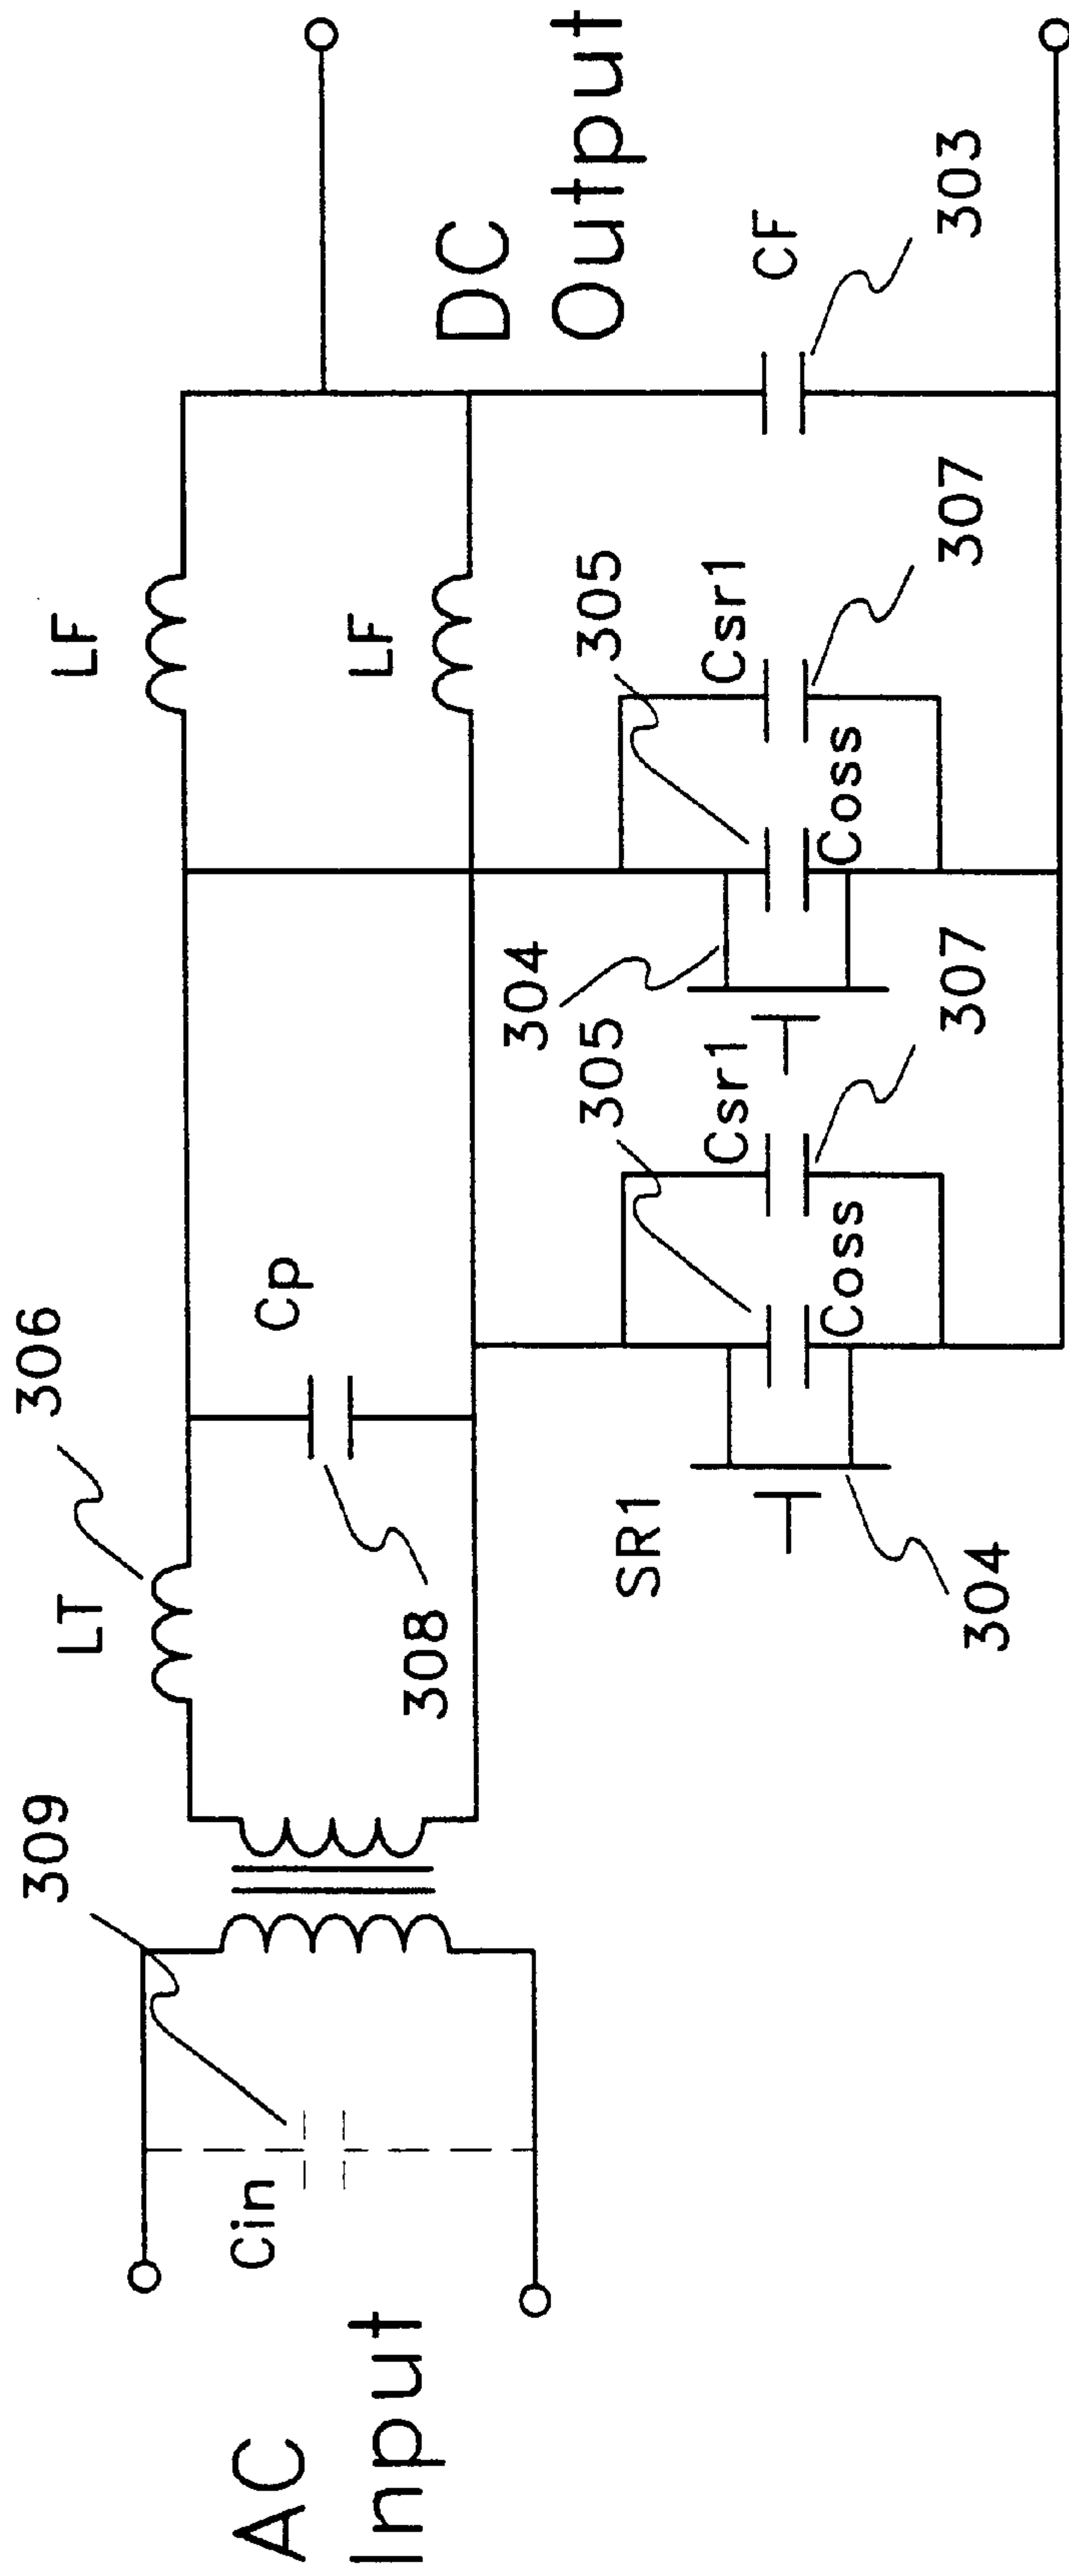 AC
Input
Cin
309
LT
306
308
Cp
LF
LF
SR1
304
Coss
305
Csr1
307
304
Coss
305
Csr1
307
CF
303
DC
Output